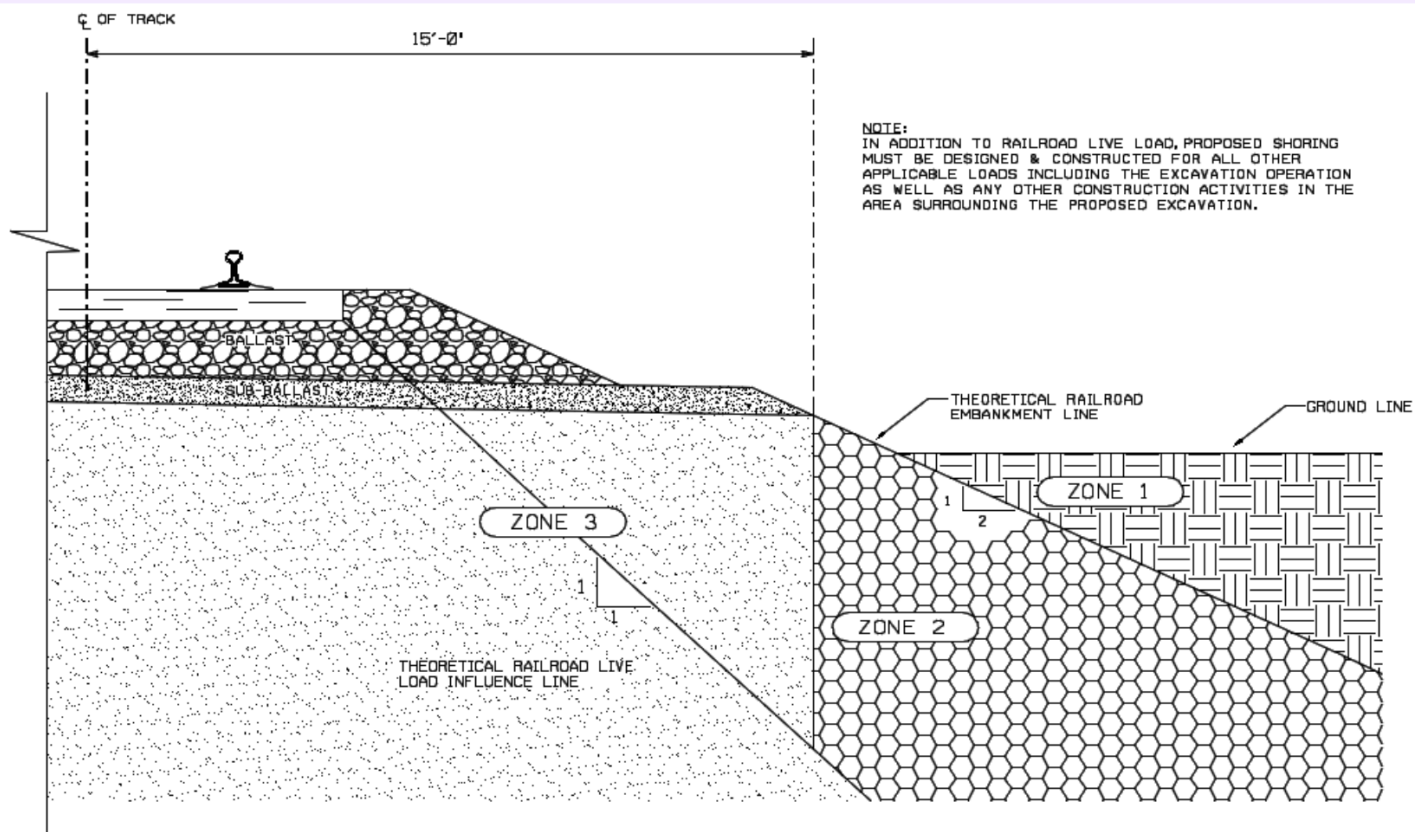 ℄ OF TRACK
15'-0"
NOTE:
IN ADDITION TO RAILROAD LIVE LOAD, PROPOSED SHORING
MUST BE DESIGNED & CONSTRUCTED FOR ALL OTHER
APPLICABLE LOADS INCLUDING THE EXCAVATION OPERATION
AS WELL AS ANY OTHER CONSTRUCTION ACTIVITIES IN THE
AREA SURROUNDING THE PROPOSED EXCAVATION.
BALLAST
SUB-BALLAST
THEORETICAL RAILROAD
EMBANKMENT LINE
GROUND LINE
ZONE 1
1
2
ZONE 3
1
1
ZONE 2
THEORETICAL RAILROAD LIVE
LOAD INFLUENCE LINE